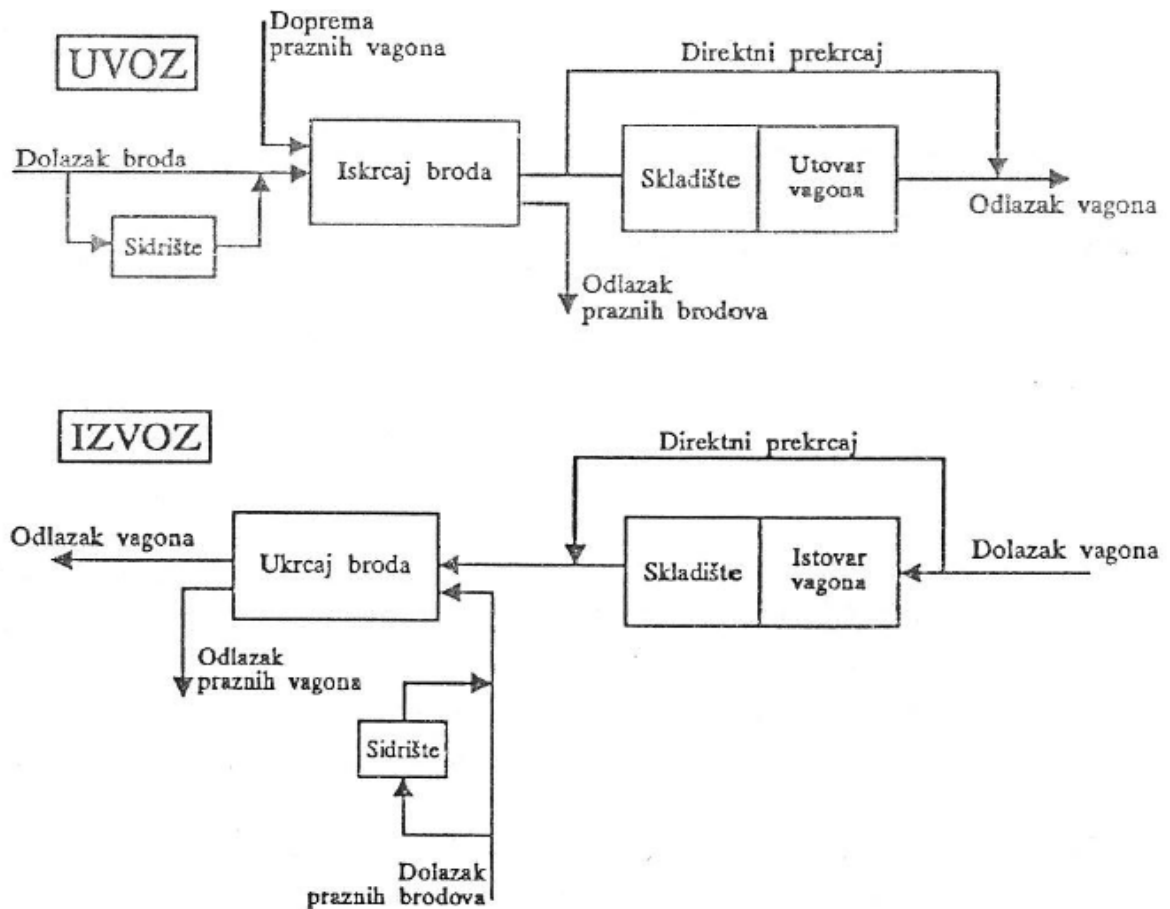 UVOZ
Doprema
praznih vagona
Direktni prekrcaj
Dolazak broda
Iskrcaj broda
Skladište
Utovar
vagona
Odlazak vagona
Sidrište
Odlazak
praznih brodova
IZVOZ
Direktni prekrcaj
Odlazak vagona
Ukrcaj broda
Skladište
Istovar
vagona
Dolazak vagona
Odlazak
praznih vagona
Sidrište
Dolazak
praznih brodova